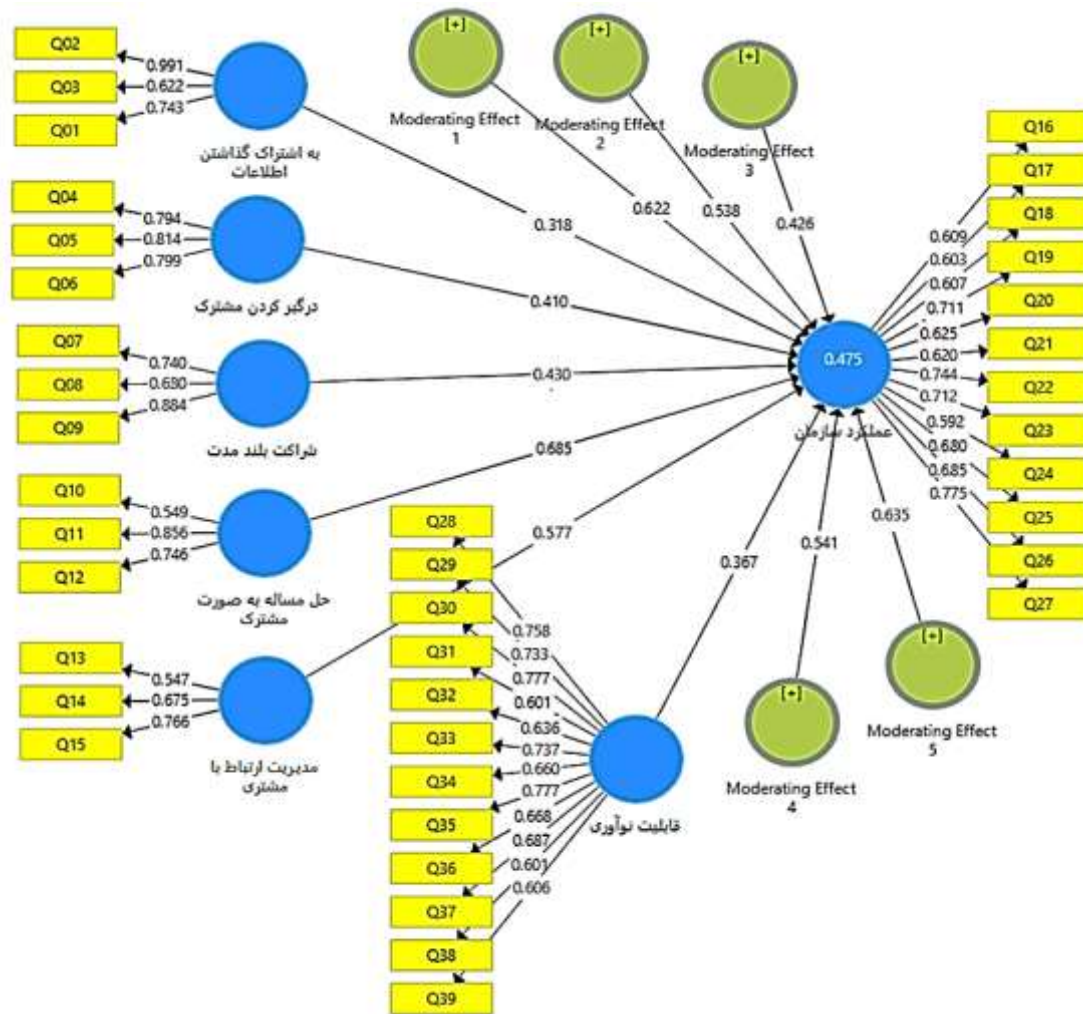 Q02
Q03
Q01
0.991
0.622
0.743
به اشتراک گذاشتن
اطلاعات
Q04
Q05
Q06
0.794
0.814
0.799
درگیر کردن مشترک
Q07
Q08
Q09
0.740
0.680
0.884
شراکت بلند مدت
Q10
Q11
Q12
0.549
0.856
0.746
حل مساله به صورت
مشترک
Q13
Q14
Q15
0.547
0.675
0.766
مدیریت ارتباط با
مشتری
[+]
Moderating Effect
1
[+]
Moderating Effect
2
[+]
Moderating Effect
3
0.622
0.538
0.426
0.318
0.410
0.430
0.685
0.577
0.367
0.541
0.635
0.475
عملکرد سازمان
0.609
0.603
0.607
0.711
0.625
0.620
0.744
0.712
0.592
0.680
0.685
0.775
Q16
Q17
Q18
Q19
Q20
Q21
Q22
Q23
Q24
Q25
Q26
Q27
Q28
Q29
Q30
Q31
Q32
Q33
Q34
Q35
Q36
Q37
Q38
Q39
0.758
0.733
0.777
0.601
0.636
0.737
0.660
0.777
0.668
0.687
0.601
0.606
قابلیت نوآوری
[+]
Moderating Effect
4
[+]
Moderating Effect
5